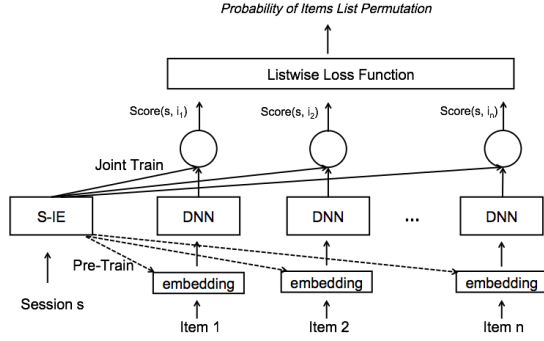 Probability of Items List Permutation
Listwise Loss Function
Score(s, i₁)
Score(s, i₂)
Score(s, iₙ)
Joint Train
S-IE
DNN
DNN
...
DNN
Pre-Train
embedding
embedding
embedding
Session s
Item 1
Item 2
Item n